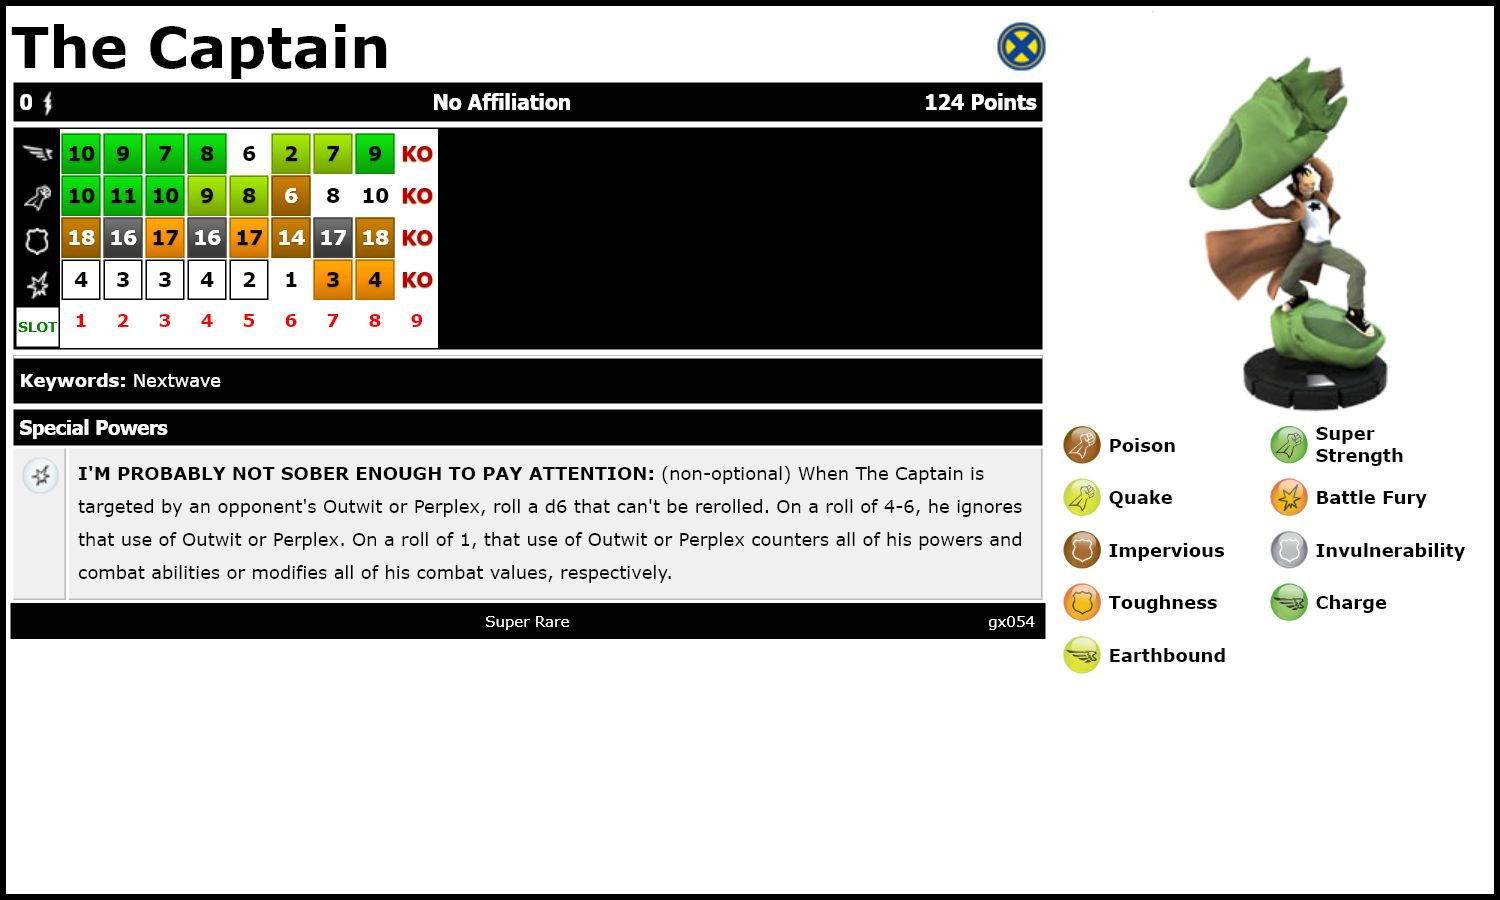 The Captain
0 No Affiliation 124 Points
10 9 7 8 6 2 7 9 KO
10 11 10 9 8 6 8 10 KO
18 16 17 16 17 14 17 18 KO
4 3 3 4 2 1 3 4 KO
SLOT 1 2 3 4 5 6 7 8 9
Keywords: Nextwave
Special Powers
I'M PROBABLY NOT SOBER ENOUGH TO PAY ATTENTION: (non-optional) When The Captain is
targeted by an opponent's Outwit or Perplex, roll a d6 that can't be rerolled. On a roll of 4-6, he ignores
that use of Outwit or Perplex. On a roll of 1, that use of Outwit or Perplex counters all of his powers and
combat abilities or modifies all of his combat values, respectively.
Super Rare gx054
Poison
Super
Strength
Quake
Battle Fury
Impervious
Invulnerability
Toughness
Charge
Earthbound